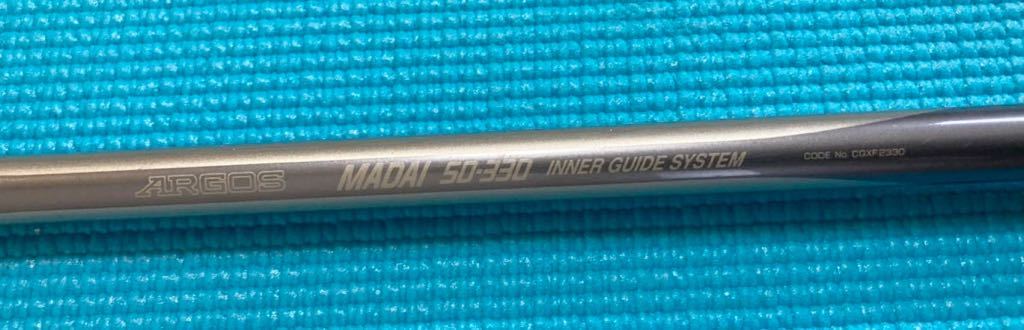 ARGOS MADAI 50-330 INNER GUIDE SYSTEM CODE No. CGXF2330